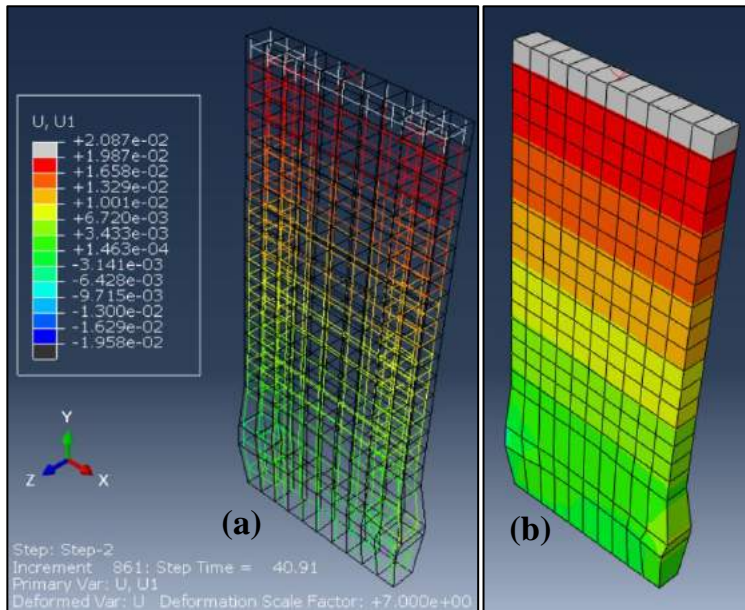 U, U1
+2.087e-02
+1.987e-02
+1.658e-02
+1.329e-02
+1.001e-02
+6.720e-03
+3.433e-03
+1.463e-04
-3.141e-03
-6.428e-03
-9.715e-03
-1.300e-02
-1.629e-02
-1.958e-02
Y
Z
X
(a)
(b)
Step: Step-2
Increment 861: Step Time = 40.91
Primary Var: U, U1
Deformed Var: U Deformation Scale Factor: +7.000e+00